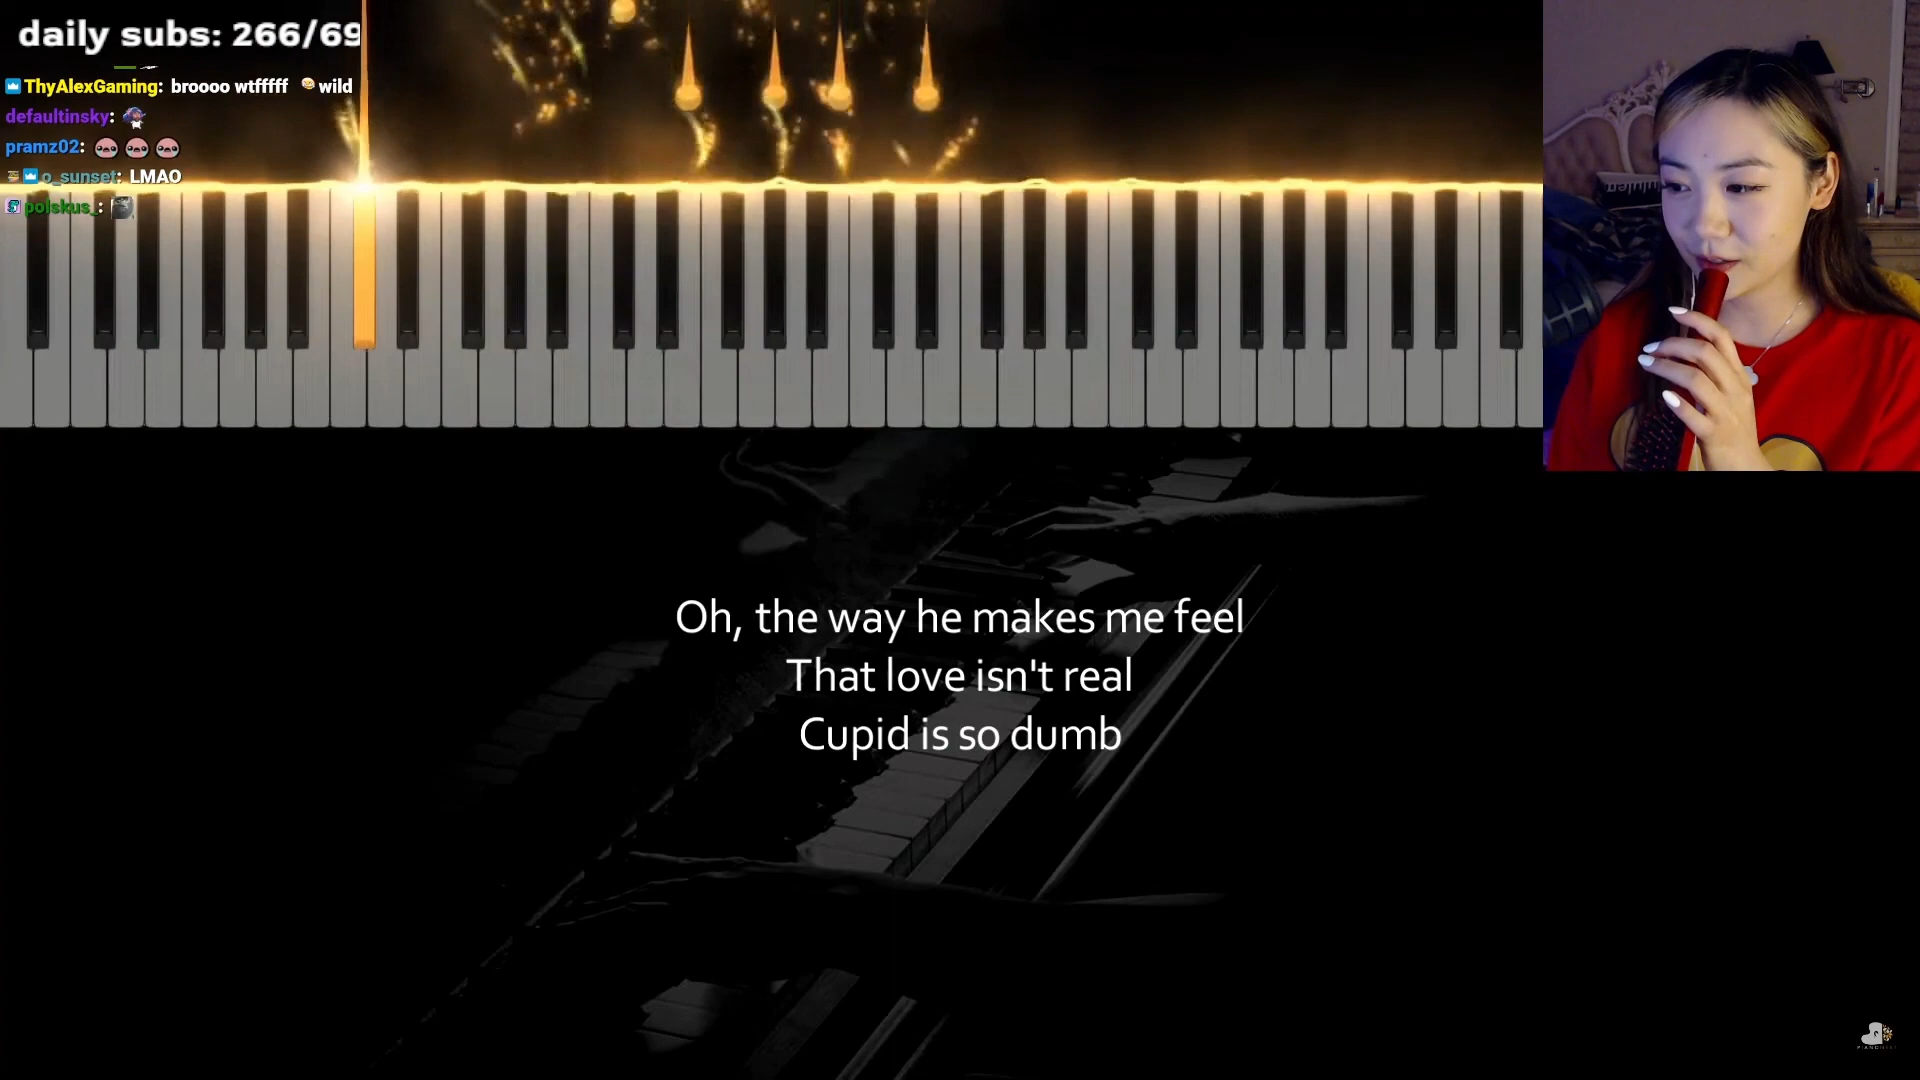 daily subs: 266/69
ThyAlexGaming: broooo wtfffff wild
defaultinsky:
pramz02:
o_sunset: LMAO
polskus_:
Oh, the way he makes me feel
That love isn't real
Cupid is so dumb